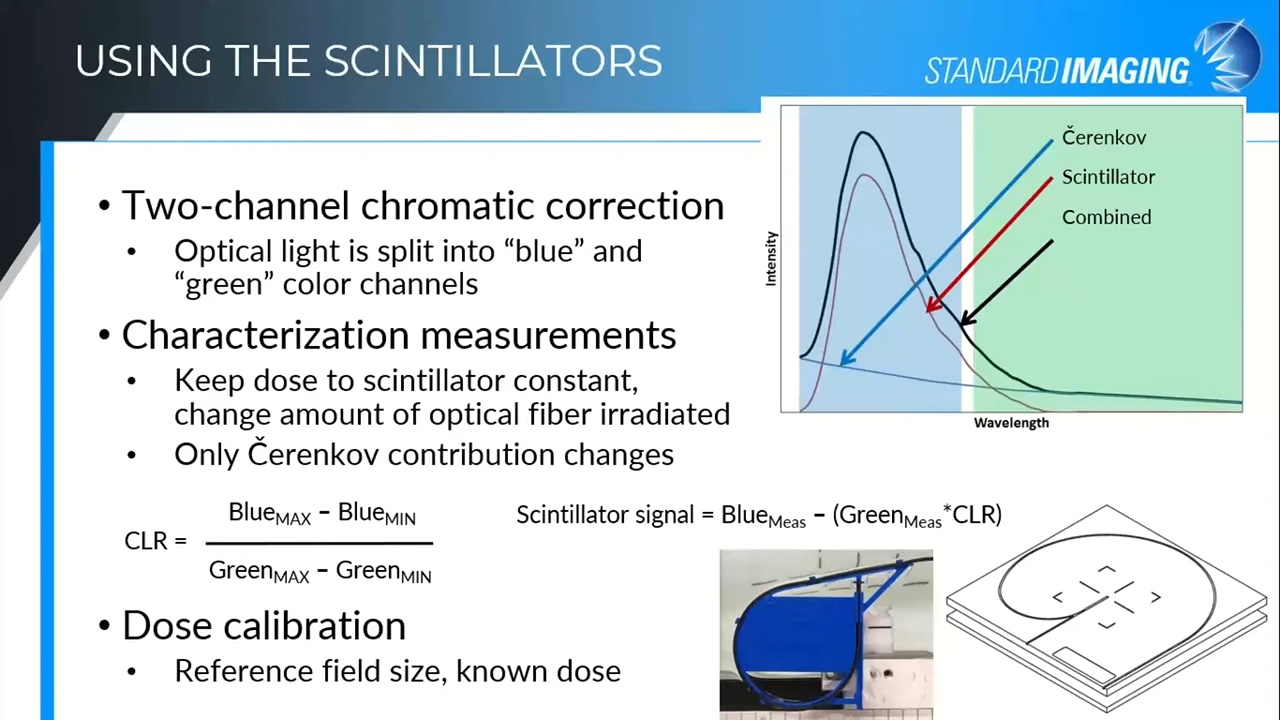 USING THE SCINTILLATORS
STANDARD IMAGING®
• Two-channel chromatic correction
• Optical light is split into “blue” and
“green” color channels
• Characterization measurements
• Keep dose to scintillator constant,
change amount of optical fiber irradiated
• Only Čerenkov contribution changes
Čerenkov
Scintillator
Combined
Intensity
Wavelength
CLR = 
Blue_MAX – Blue_MIN
Green_MAX – Green_MIN
Scintillator signal = Blue_Meas – (Green_Meas*CLR)
• Dose calibration
• Reference field size, known dose